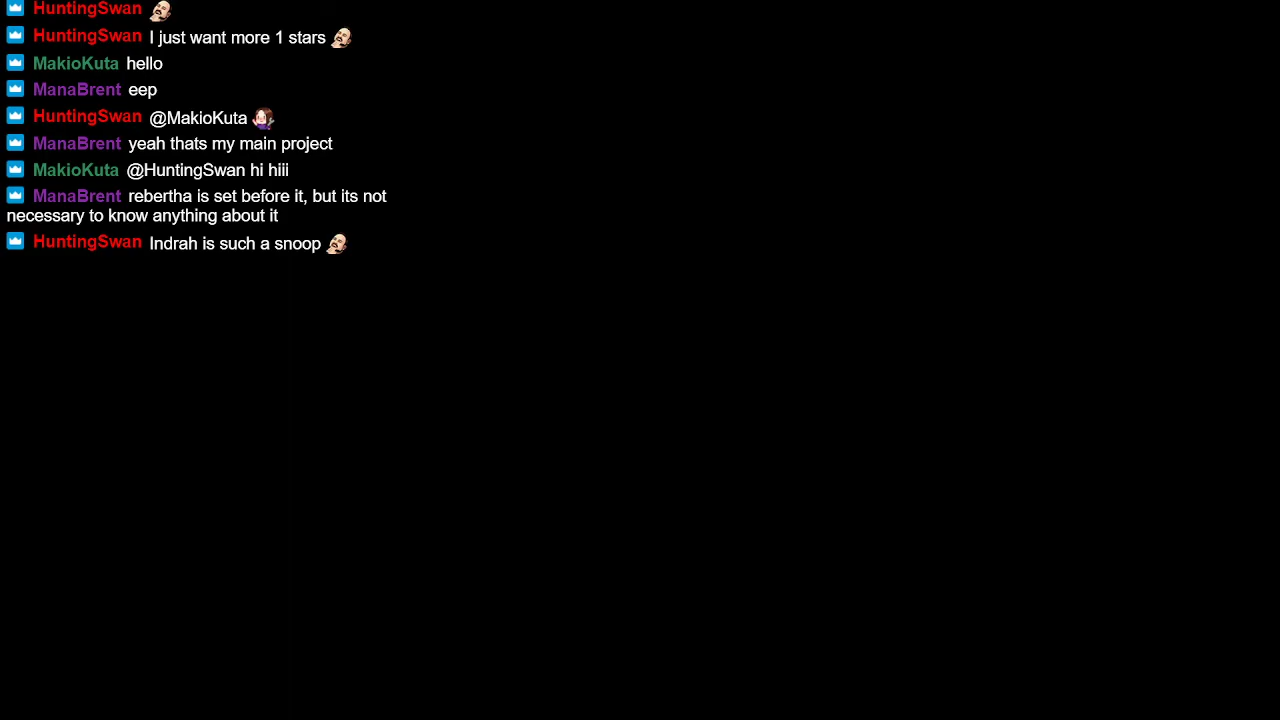 HuntingSwan
HuntingSwan I just want more 1 stars
MakioKuta hello
ManaBrent eep
HuntingSwan @MakioKuta
ManaBrent yeah thats my main project
MakioKuta @HuntingSwan hi hiii
ManaBrent rebertha is set before it, but its not
necessary to know anything about it
HuntingSwan Indrah is such a snoop